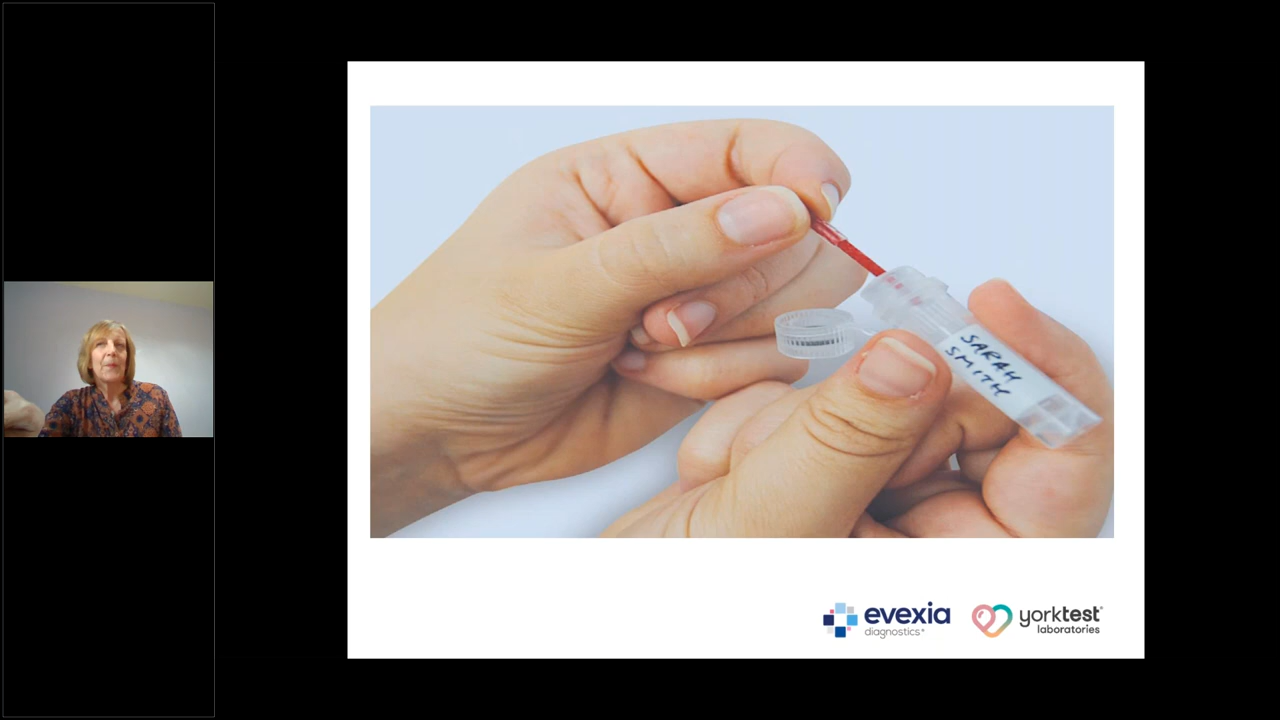 SARAH
SMITH
evexia
diagnostics®
yorktest®
laboratories